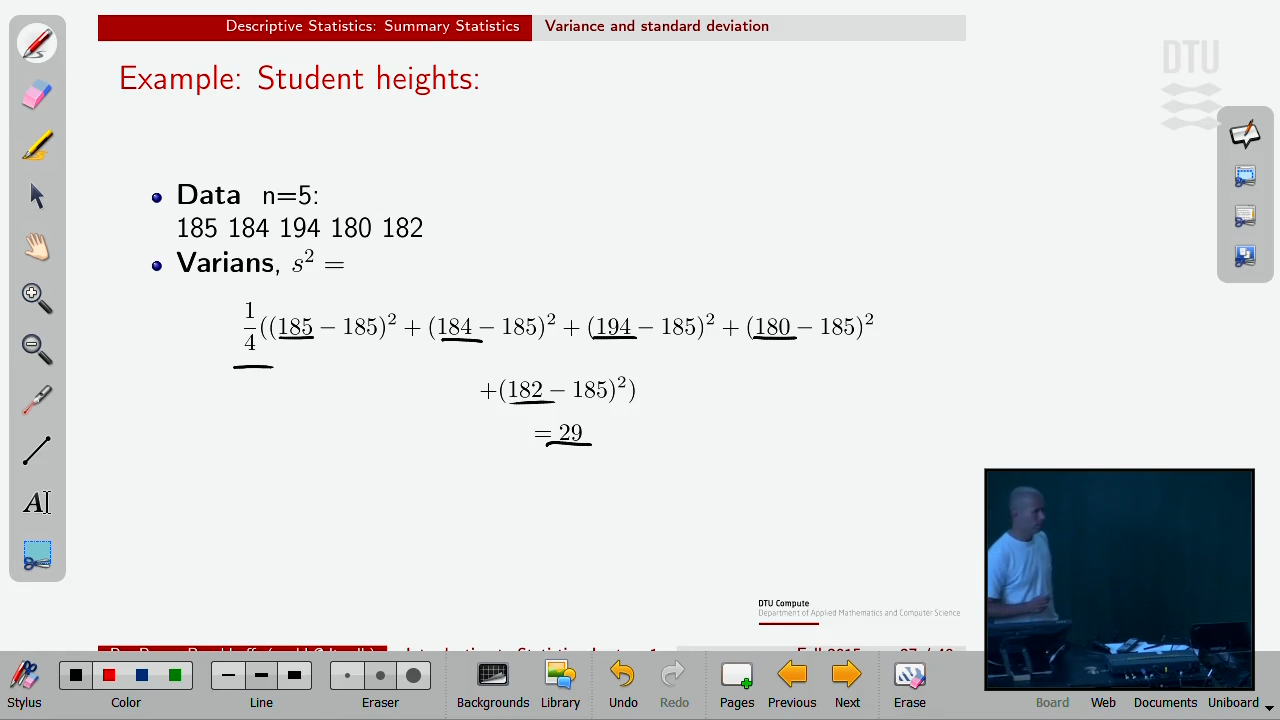 Descriptive Statistics: Summary Statistics Variance and standard deviation
DTU
Example: Student heights:
Data n=5:
185 184 194 180 182
Varians, s² =
1/4((185 − 185)² + (184 − 185)² + (194 − 185)² + (180 − 185)²
+(182 − 185)²)
= 29
DTU Compute
Department of Applied Mathematics and Computer Science
A
Stylus Color Line Eraser Backgrounds Library Undo Redo Pages Previous Next Erase Board Web Documents Uniboard